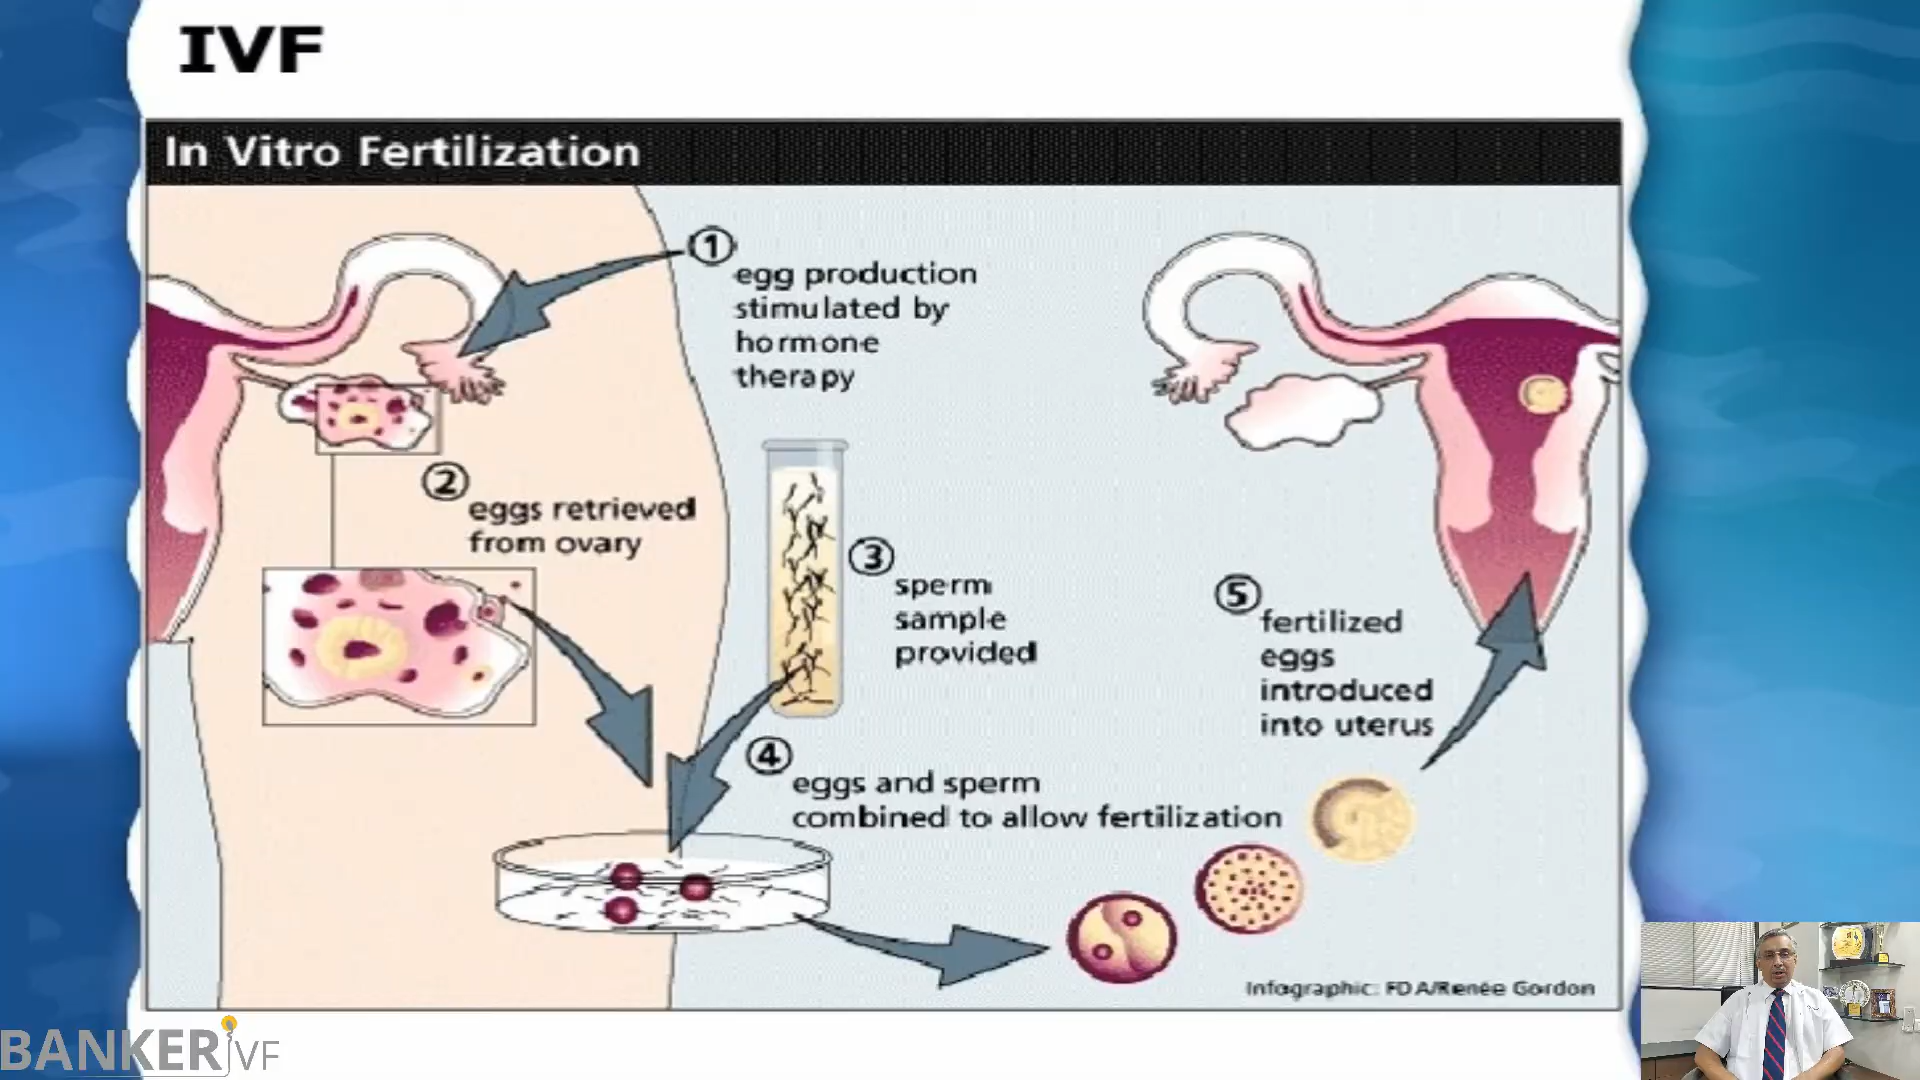 IVF
In Vitro Fertilization
1
egg production
stimulated by
hormone
therapy
2
eggs retrieved
from ovary
3
sperm
sample
provided
4
eggs and sperm
combined to allow fertilization
5
fertilized
eggs
introduced
into uterus
Infographic: FDA/Renée Gordon
BANKER IVF